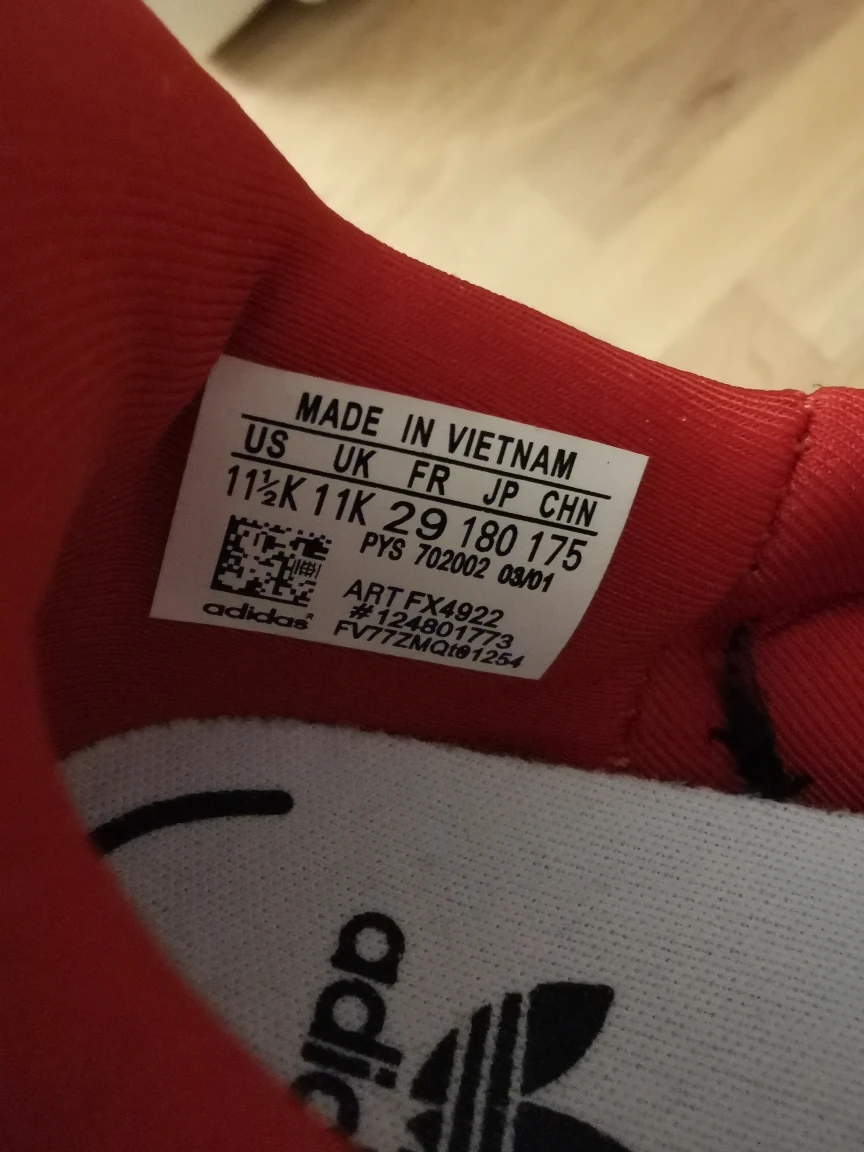 MADE IN VIETNAM
US UK FR JP CHN
11½K 11K 29 180 175
PYS 702002 03/01
ART FX4922
#124801773
FV77ZMQt01254
adidas
adidas